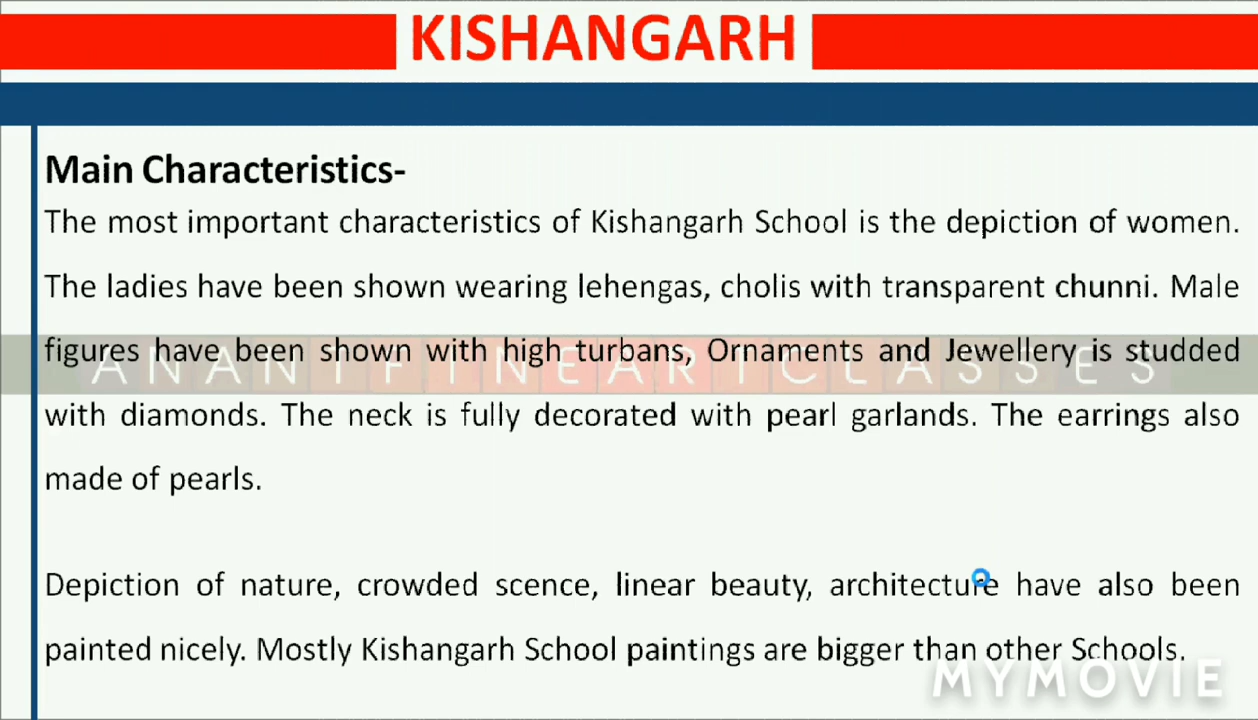 KISHANGARH
Main Characteristics-
The most important characteristics of Kishangarh School is the depiction of women.
The ladies have been shown wearing lehengas, cholis with transparent chunni. Male
figures have been shown with high turbans, Ornaments and Jewellery is studded
ANANTFINEARTCLASSES
with diamonds. The neck is fully decorated with pearl garlands. The earrings also
made of pearls.
Depiction of nature, crowded scence, linear beauty, architecture have also been
painted nicely. Mostly Kishangarh School paintings are bigger than other Schools.
MYMOVIE